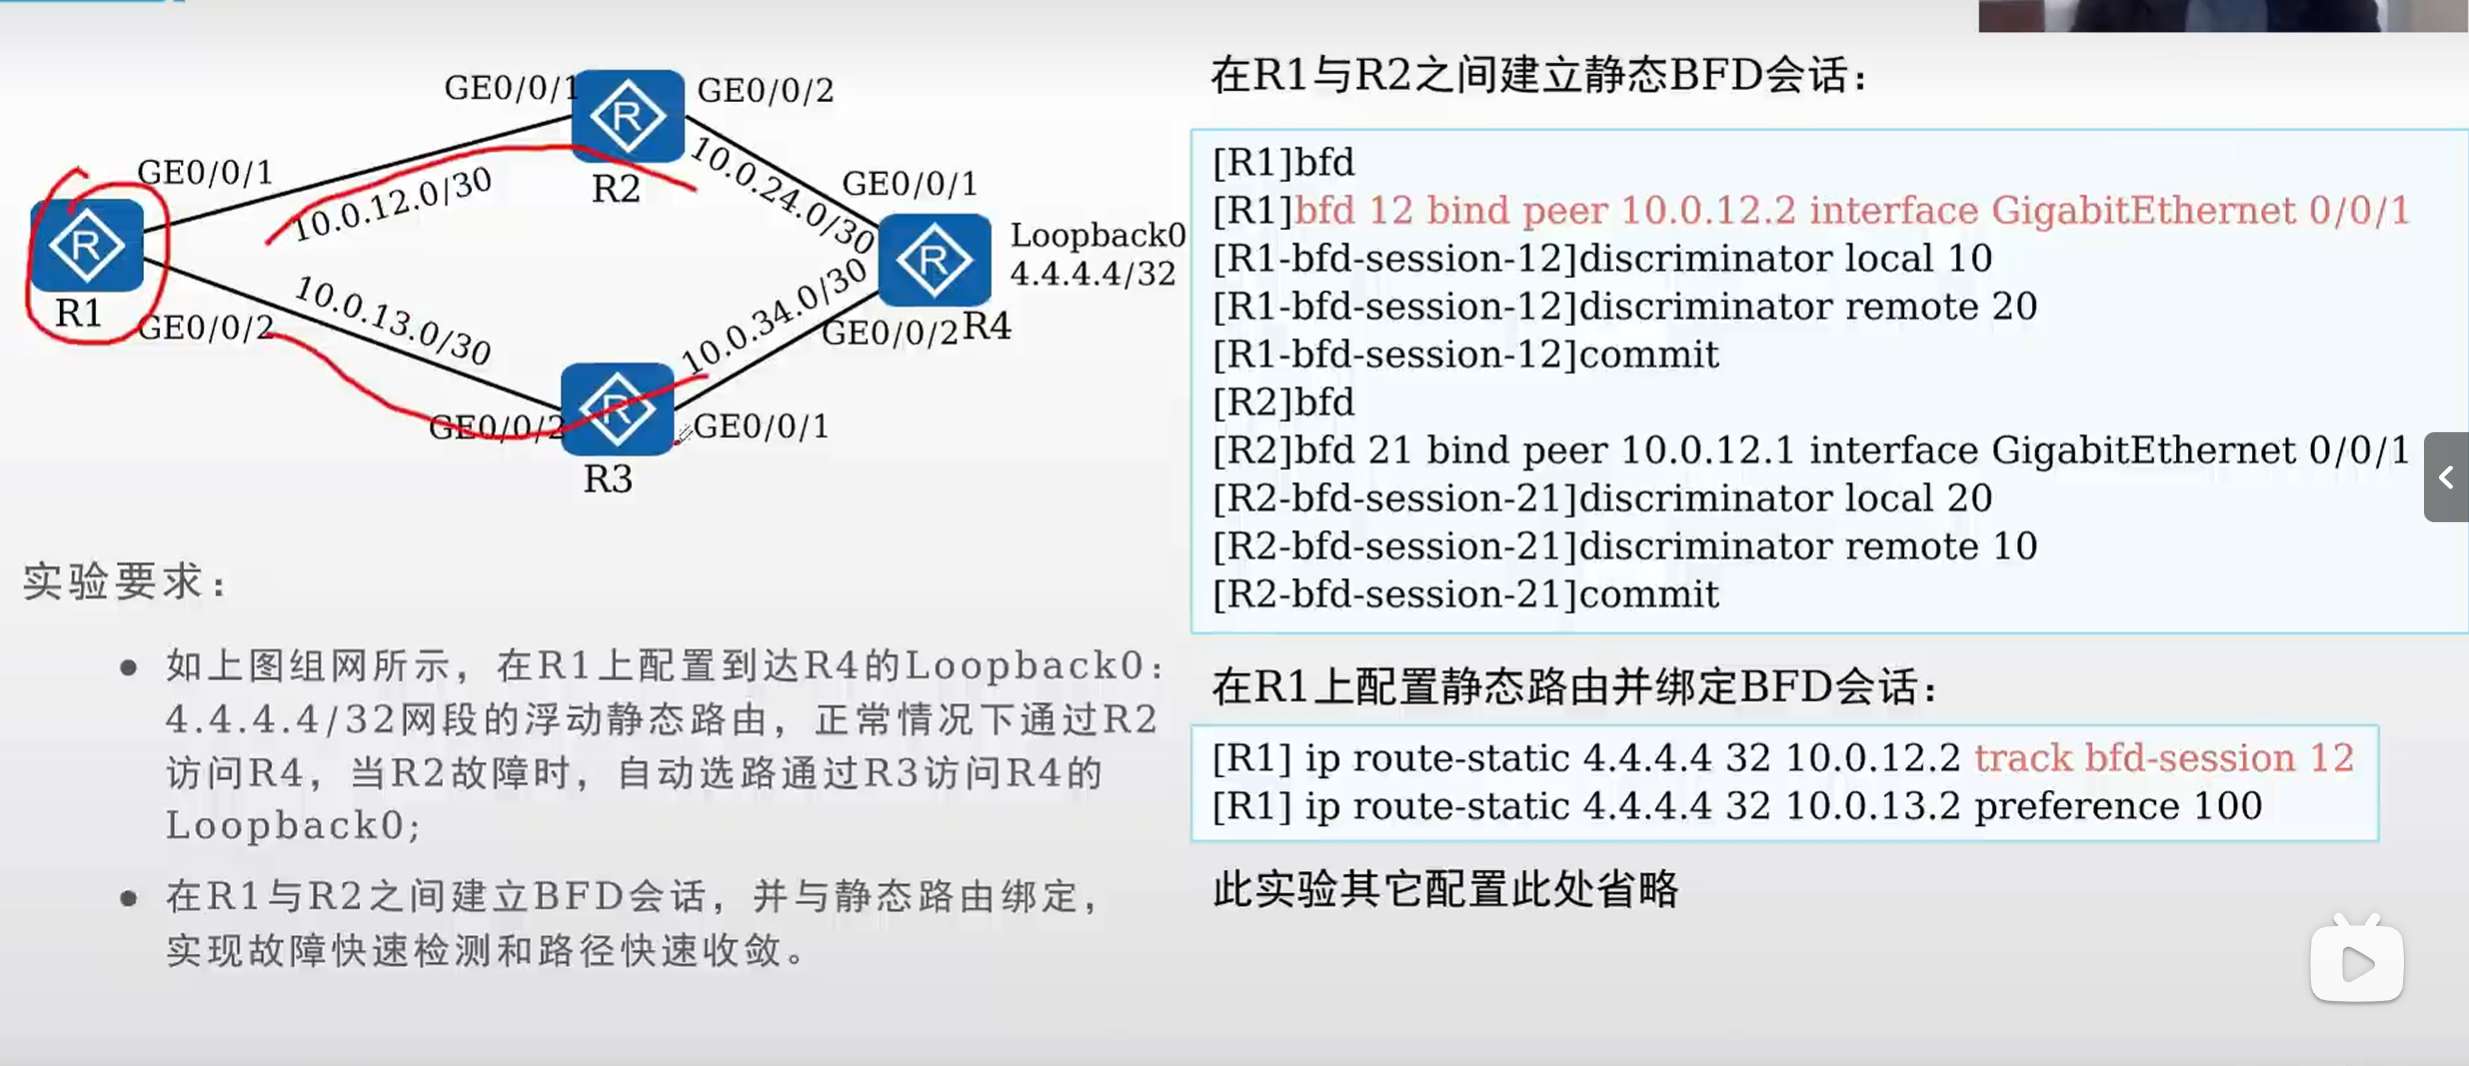 GE0/0/1
R2
GE0/0/2
GE0/0/1
10.0.12.0/30
10.0.24.0/30
R1
GE0/0/2
10.0.13.0/30
GE0/0/1
Loopback0
4.4.4.4/32
10.0.34.0/30
GE0/0/2
R4
GE0/0/2
GE0/0/1
R3
实验要求：
● 如上图组网所示，在R1上配置到达R4的Loopback0：
4.4.4.4/32网段的浮动静态路由，正常情况下通过R2
访问R4，当R2故障时，自动选路通过R3访问R4的
Loopback0;
● 在R1与R2之间建立BFD会话，并与静态路由绑定，
实现故障快速检测和路径快速收敛。
在R1与R2之间建立静态BFD会话：
[R1]bfd
[R1]bfd 12 bind peer 10.0.12.2 interface GigabitEthernet 0/0/1
[R1-bfd-session-12]discriminator local 10
[R1-bfd-session-12]discriminator remote 20
[R1-bfd-session-12]commit
[R2]bfd
[R2]bfd 21 bind peer 10.0.12.1 interface GigabitEthernet 0/0/1
[R2-bfd-session-21]discriminator local 20
[R2-bfd-session-21]discriminator remote 10
[R2-bfd-session-21]commit
在R1上配置静态路由并绑定BFD会话：
[R1] ip route-static 4.4.4.4 32 10.0.12.2 track bfd-session 12
[R1] ip route-static 4.4.4.4 32 10.0.13.2 preference 100
此实验其它配置此处省略